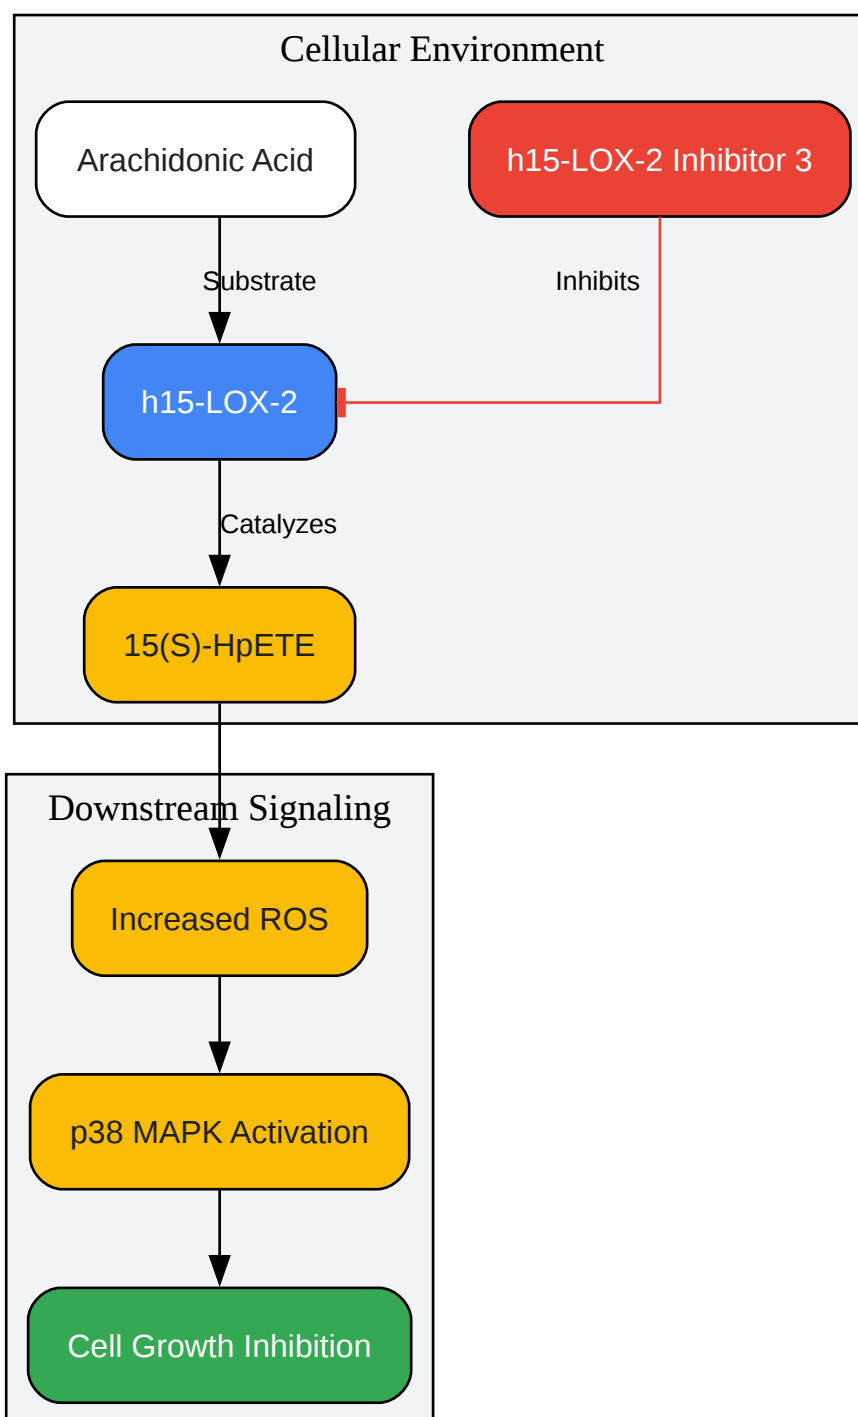 Cellular Environment
Arachidonic Acid
h15-LOX-2 Inhibitor 3
Substrate
Inhibits
h15-LOX-2
Catalyzes
15(S)-HpETE
Downstream Signaling
Increased ROS
p38 MAPK Activation
Cell Growth Inhibition